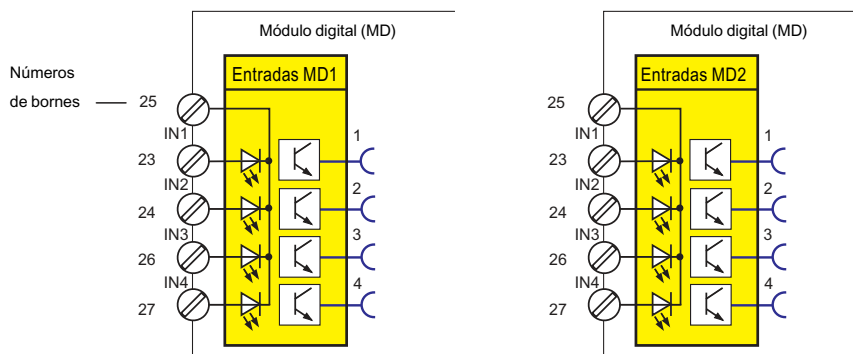 Módulo digital (MD)
Entradas MD1
Números
de bornes
25
IN1
1
23
IN2
2
24
IN3
3
26
IN4
4
27
Módulo digital (MD)
Entradas MD2
25
IN1
1
23
IN2
2
24
IN3
3
26
IN4
4
27